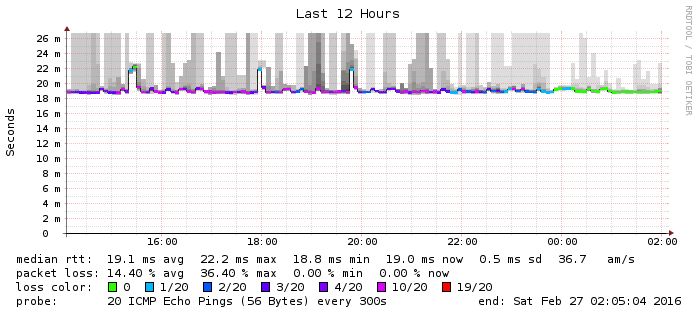 Last 12 Hours
RRDTOOL / TOBI OETIKER
Seconds
26 m
24 m
22 m
20 m
18 m
16 m
14 m
12 m
10 m
8 m
6 m
4 m
2 m
0
16:00 18:00 20:00 22:00 00:00 02:00
median rtt: 19.1 ms avg 22.2 ms max 18.8 ms min 19.0 ms now 0.5 ms sd 36.7 am/s
packet loss: 14.40 % avg 36.40 % max 0.00 % min 0.00 % now
loss color: 0 1/20 2/20 3/20 4/20 10/20 19/20
probe: 20 ICMP Echo Pings (56 Bytes) every 300s end: Sat Feb 27 02:05:04 2016